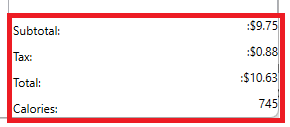 Subtotal: :$9.75
Tax: :$0.88
Total: :$10.63
Calories: 745